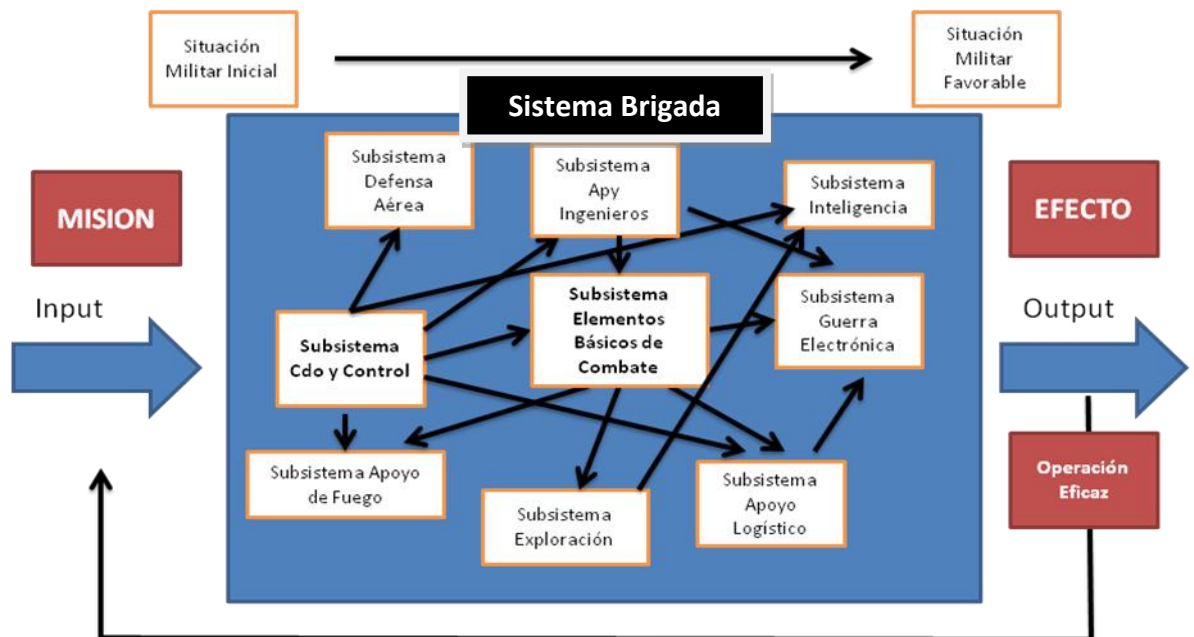 Situación
Militar Inicial
Situación
Militar
Favorable
Sistema Brigada
MISION
Input
Subsistema
Defensa
Aérea
Subsistema
Apy
Ingenieros
Subsistema
Inteligencia
Subsistema
Cdo y Control
Subsistema
Elementos
Básicos de
Combate
Subsistema
Guerra
Electrónica
Subsistema Apoyo
de Fuego
Subsistema
Exploración
Subsistema
Apoyo
Logístico
EFECTO
Output
Operación
Eficaz